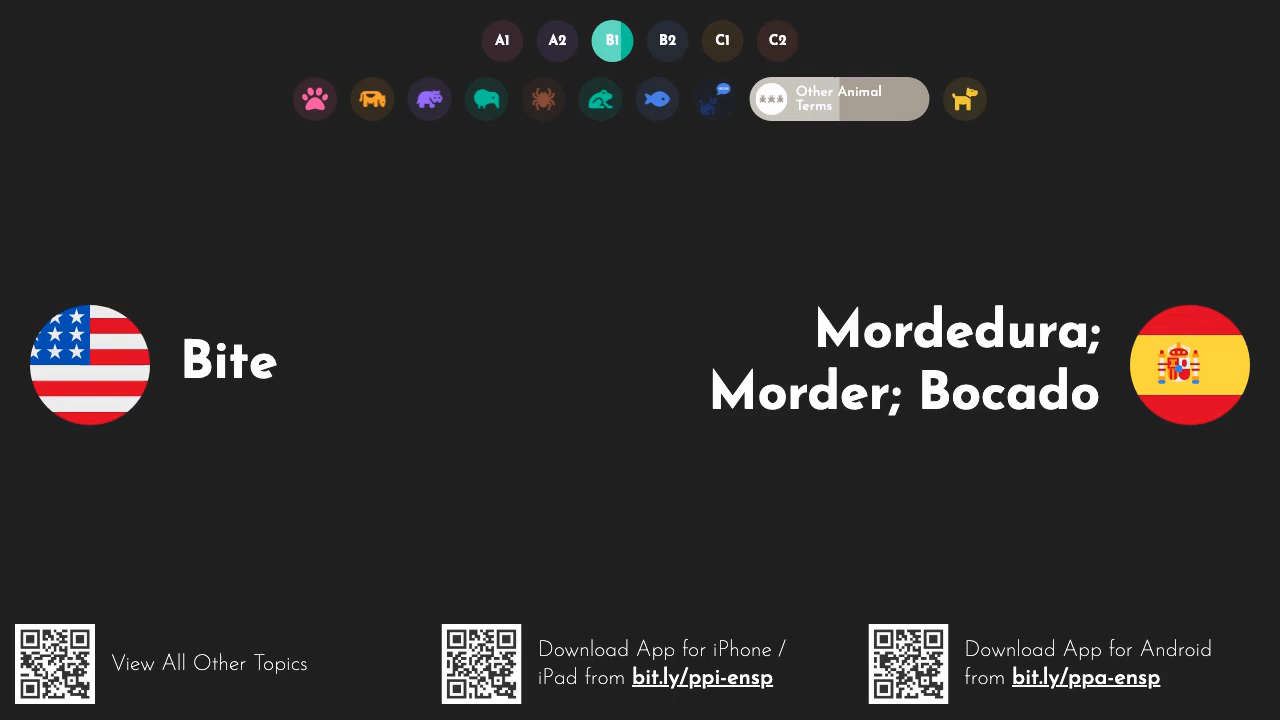 A1 A2 B1 B2 C1 C2
Other Animal
Terms
Bite
Mordedura;
Morder; Bocado
View All Other Topics
Download App for iPhone /
iPad from bit.ly/ppi-ensp
Download App for Android
from bit.ly/ppa-ensp